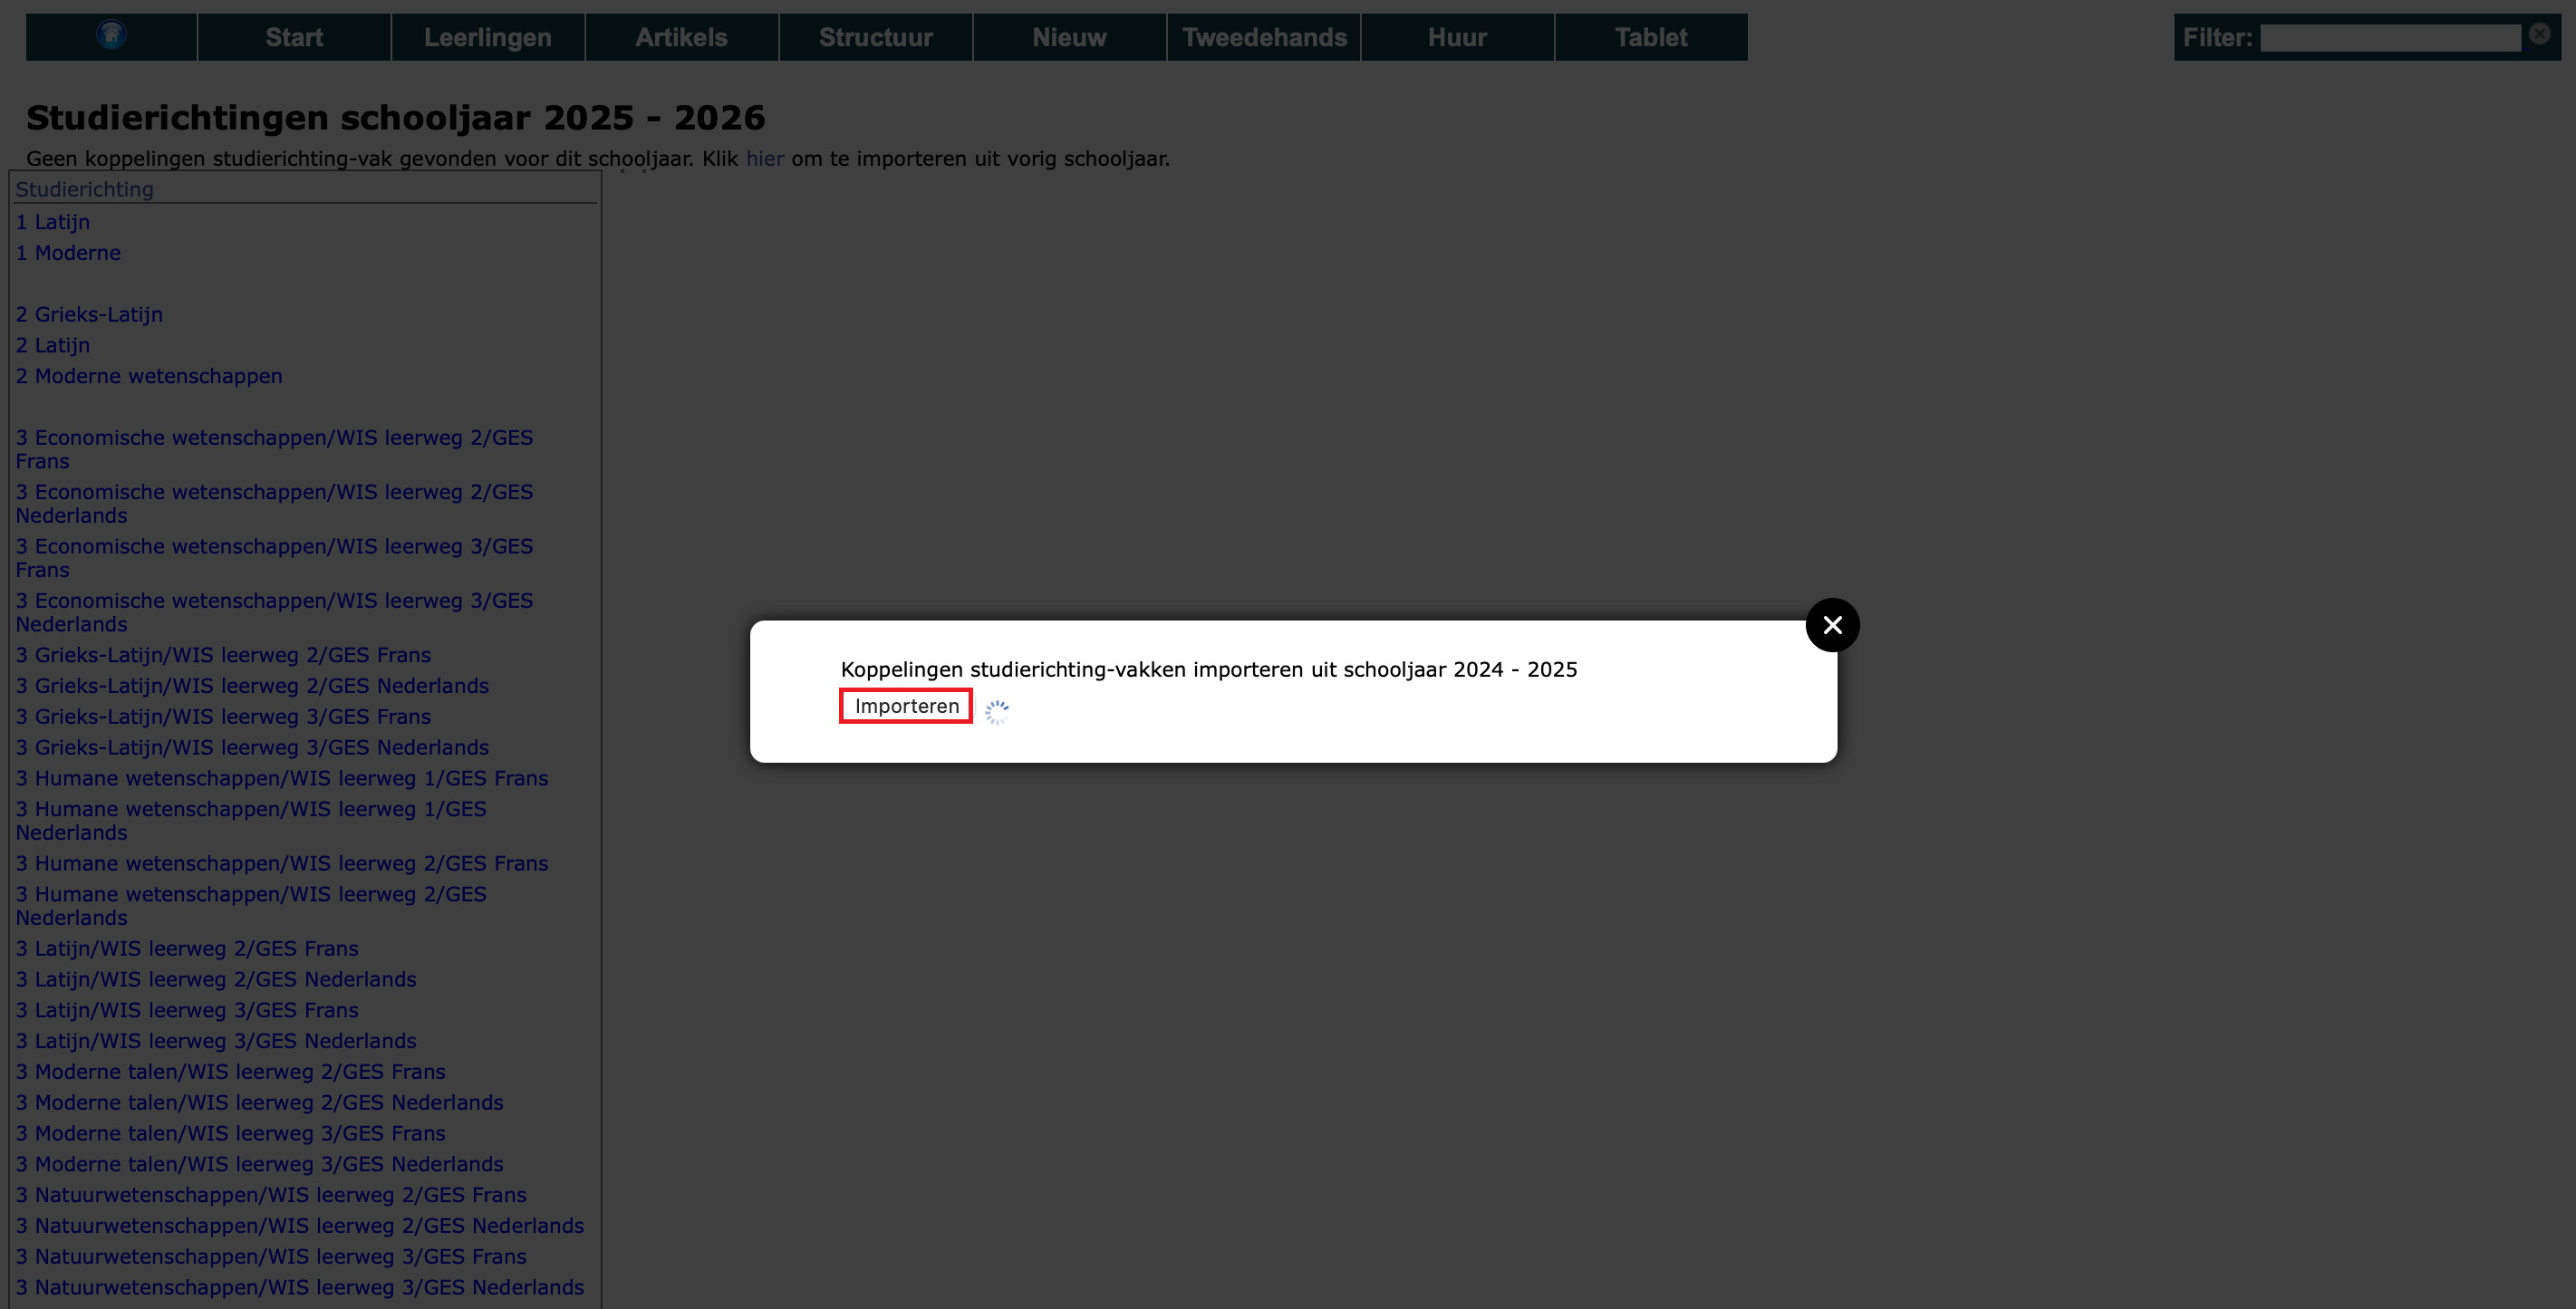 Start Leerlingen Artikels Structuur Nieuw Tweedehands Huur Tablet Filter:
Studierichtingen schooljaar 2025 - 2026
Geen koppelingen studierichting-vak gevonden voor dit schooljaar. Klik hier om te importeren uit vorig schooljaar.
Studierichting
1 Latijn
1 Moderne
2 Grieks-Latijn
2 Latijn
2 Moderne wetenschappen
3 Economische wetenschappen/WIS leerweg 2/GES
Frans
3 Economische wetenschappen/WIS leerweg 2/GES
Nederlands
3 Economische wetenschappen/WIS leerweg 3/GES
Frans
3 Economische wetenschappen/WIS leerweg 3/GES
Nederlands
3 Grieks-Latijn/WIS leerweg 2/GES Frans
3 Grieks-Latijn/WIS leerweg 2/GES Nederlands
3 Grieks-Latijn/WIS leerweg 3/GES Frans
3 Grieks-Latijn/WIS leerweg 3/GES Nederlands
3 Humane wetenschappen/WIS leerweg 1/GES Frans
3 Humane wetenschappen/WIS leerweg 1/GES
Nederlands
3 Humane wetenschappen/WIS leerweg 2/GES Frans
3 Humane wetenschappen/WIS leerweg 2/GES
Nederlands
3 Latijn/WIS leerweg 2/GES Frans
3 Latijn/WIS leerweg 2/GES Nederlands
3 Latijn/WIS leerweg 3/GES Frans
3 Latijn/WIS leerweg 3/GES Nederlands
3 Moderne talen/WIS leerweg 2/GES Frans
3 Moderne talen/WIS leerweg 2/GES Nederlands
3 Moderne talen/WIS leerweg 3/GES Frans
3 Moderne talen/WIS leerweg 3/GES Nederlands
3 Natuurwetenschappen/WIS leerweg 2/GES Frans
3 Natuurwetenschappen/WIS leerweg 2/GES Nederlands
3 Natuurwetenschappen/WIS leerweg 3/GES Frans
3 Natuurwetenschappen/WIS leerweg 3/GES Nederlands
Koppelingen studierichting-vakken importeren uit schooljaar 2024 - 2025
Importeren